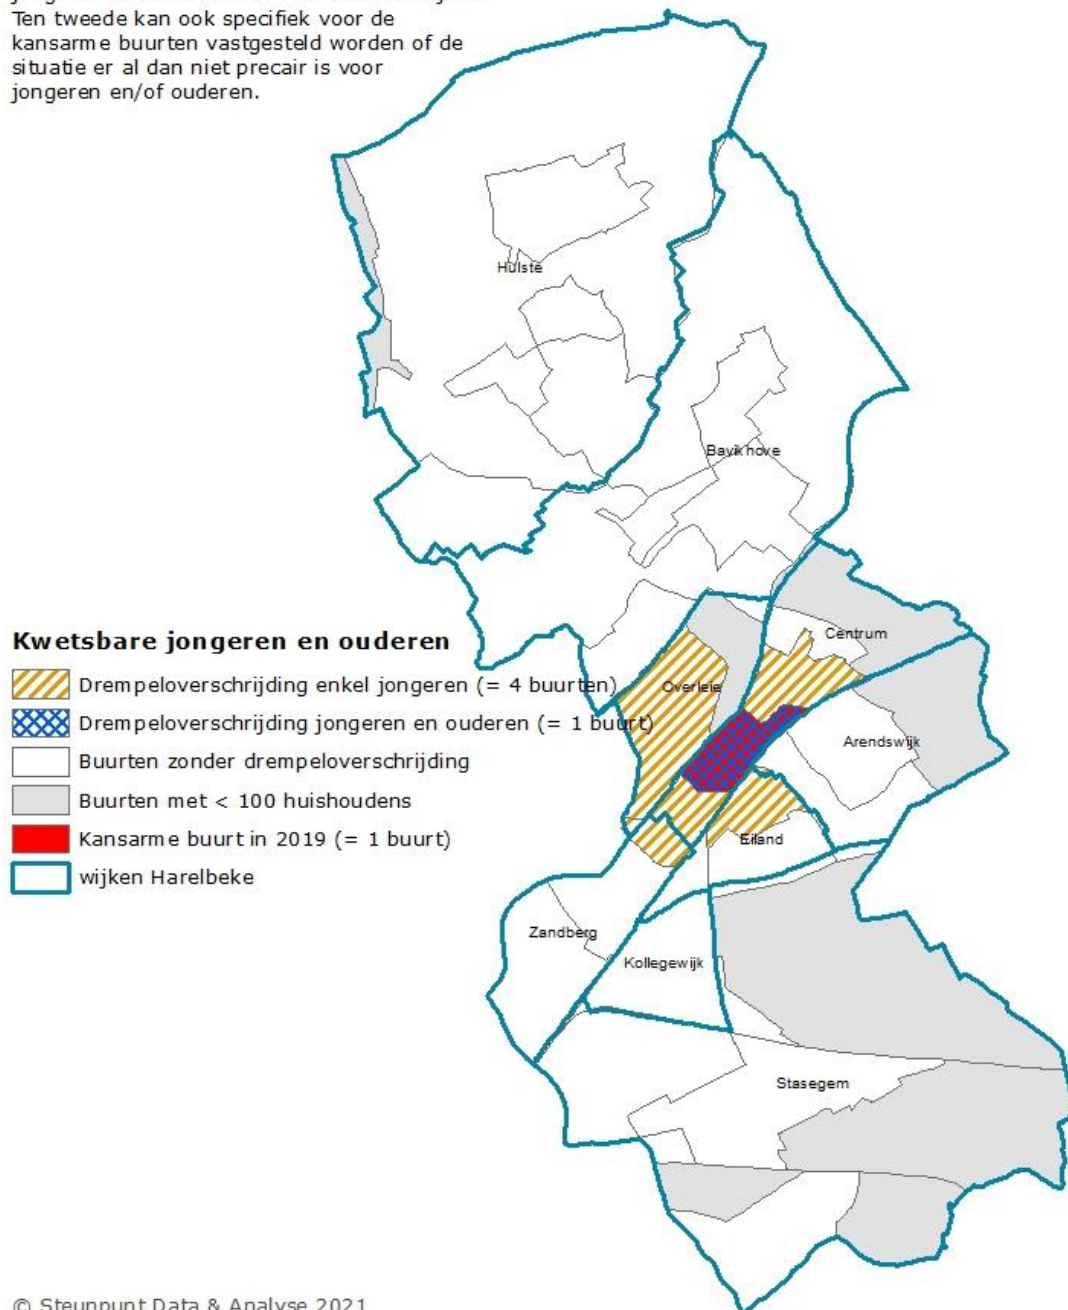 Ten tweede kan ook specifiek voor de
kansarme buurten vastgesteld worden of de
situatie er al dan niet precair is voor
jongeren en/of ouderen.
Hulste
Bavikhove
Kwetsbare jongeren en ouderen
Centrum
Drempeloverschrijding enkel jongeren (= 4 buurten)
Overleie
Drempeloverschrijding jongeren en ouderen (= 1 buurt)
Arendswijk
Buurten zonder drempeloverschrijding
Buurten met < 100 huishoudens
Kansarme buurt in 2019 (= 1 buurt)
Eiland
wijken Harelbeke
Zandberg
Kollegewijk
Stasegem
© Steunpunt Data & Analyse 2021